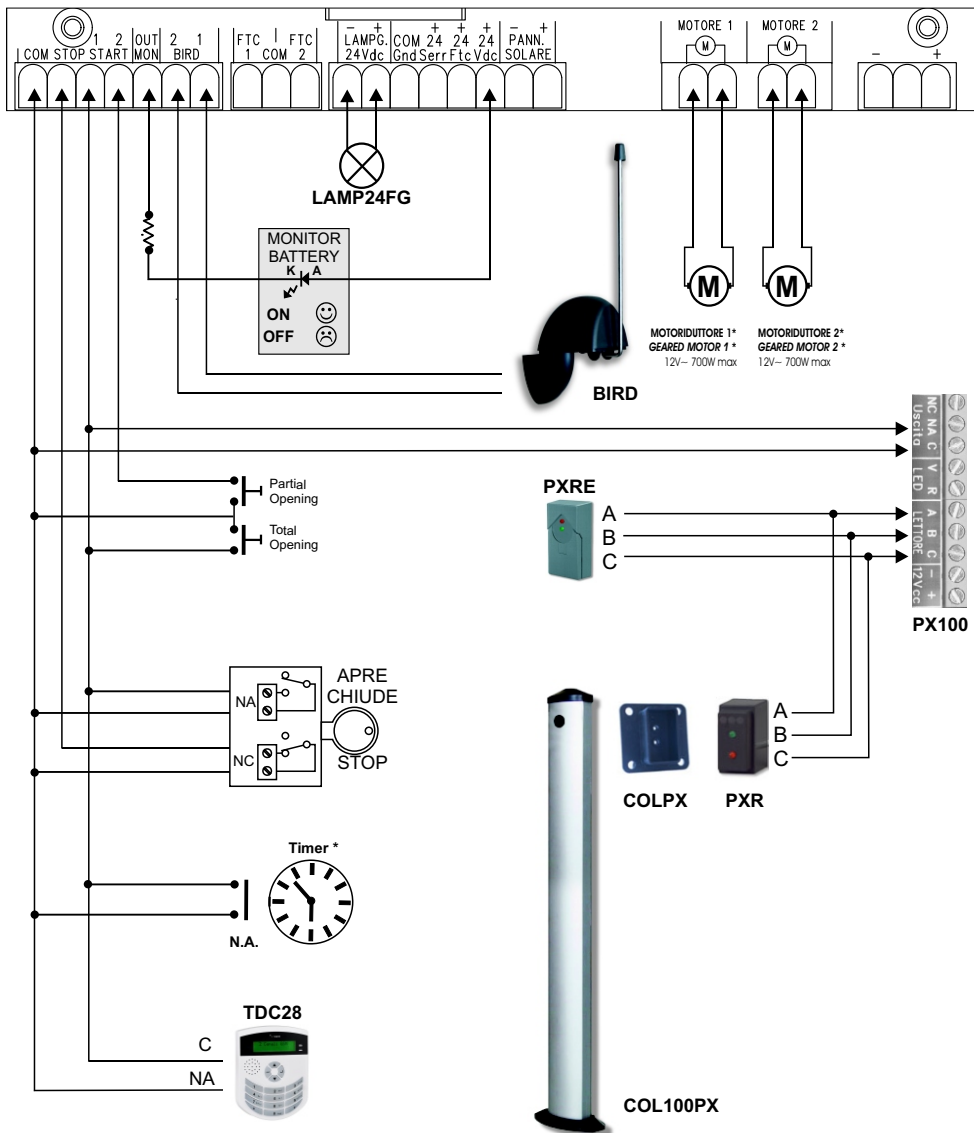 1 2 OUT 2 1 FTC | FTC - + + + + - + MOTORE 1 MOTORE 2
COM STOP START MON BIRD 1 COM 2 LAMPG. COM 24 24 24 PANN. M M - +
24Vdc Gnd Serr Ftc Vdc SOLARE
LAMP24FG
MONITOR
BATTERY
K A
ON
OFF
BIRD
M M
MOTORIDUTTORE 1* MOTORIDUTTORE 2*
GEARED MOTOR 1 * GEARED MOTOR 2 *
12V~ 700W max 12V~ 700W max
Partial
Opening
Total
Opening
PXRE
A
B
C
NC NA C
Uscita
V R
LED
A B C
LETTORE
- +
12Vcc
PX100
APRE
CHIUDE
NA
NC
STOP
A
B
C
COLPX PXR
Timer *
N.A.
TDC28
C
NA
COL100PX